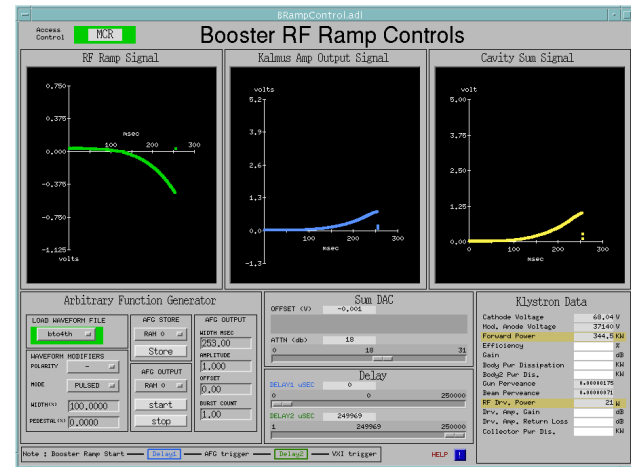 BRampControl.adl
Access
Control
MCR
Booster RF Ramp Controls
RF Ramp Signal
0.750
0.375
0.000
-0.375
-0.750
-1.125
volts
msec
100 200 300
Kalmus Amp Output Signal
volts
5.2
3.9
2.6
1.3
0.0
-1.3
100 200 300
msec
Cavity Sum Signal
volt
5.00
3.75
2.50
1.25
0.00
0 100 200 300
msec
Arbitrary Function Generator
LOAD WAVEFORM FILE
bto4th
WAVEFORM MODIFIERS
POLARITY -
MODE PULSED
WIDTH(%) 100.0000
PEDESTAL(%) 0.0000
AFG STORE
RAM 0
Store
AFG OUTPUT
RAM 0
start
stop
AFG OUTPUT
WIDTH MSEC
253.00
AMPLITUDE
1.000
OFFSET
0.00
BURST COUNT
1.00
Sum DAC
OFFSET (V) -0.001
ATTN (db) 18
0 18 31
Delay
DELAY1 uSEC 0
0 0 250000
DELAY2 uSEC 249969
1 249969 250000
Klystron Data
Cathode Voltage 68.04 V
Mod. Anode Voltage 37140 V
Forward Power 344.5 KW
Efficiency %
Gain dB
Body Pwr Dissipation KW
Body2 Pwr Dis. KW
Gun Perveance 0.00000175
Beam Perveance 0.00000071
RF Drv. Power 21 W
Drv. Amp. Gain dB
Drv. Amp. Return Loss dB
Collector Pwr Dis. KW
Note : Booster Ramp Start Delay1 AFG trigger Delay2 VXI trigger HELP !